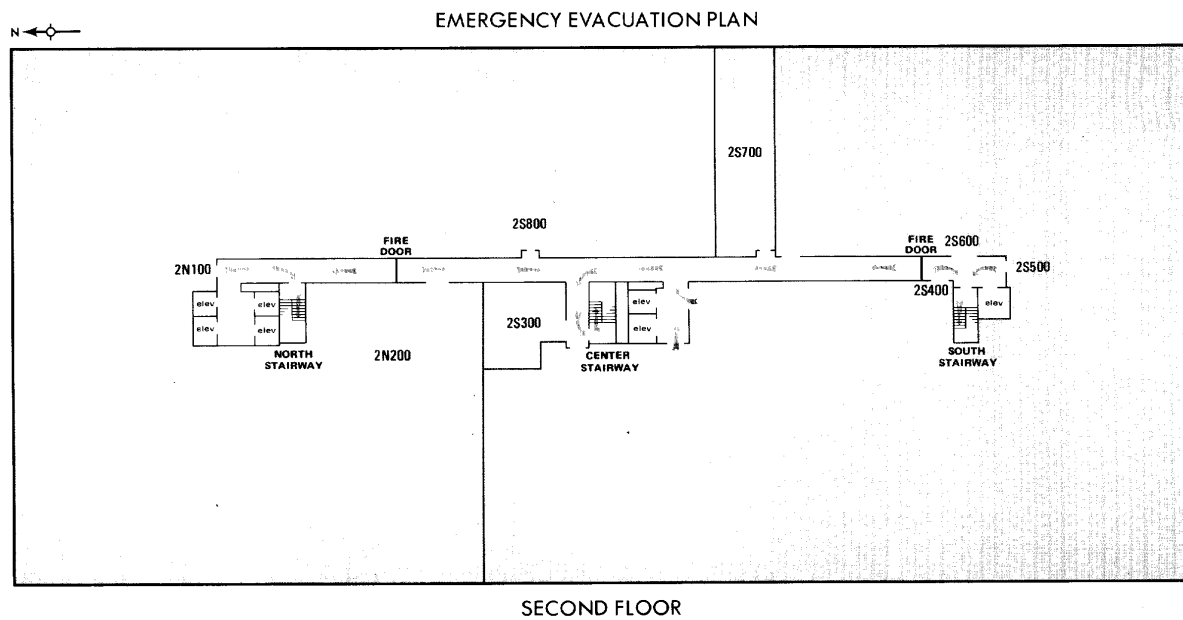 EMERGENCY EVACUATION PLAN
N
2S700
2S800
FIRE
DOOR
FIRE
DOOR
2S600
2N100
2S500
2S400
elev
elev
elev
elev
elev
elev
elev
2S300
2N200
NORTH
STAIRWAY
CENTER
STAIRWAY
SOUTH
STAIRWAY
SECOND FLOOR